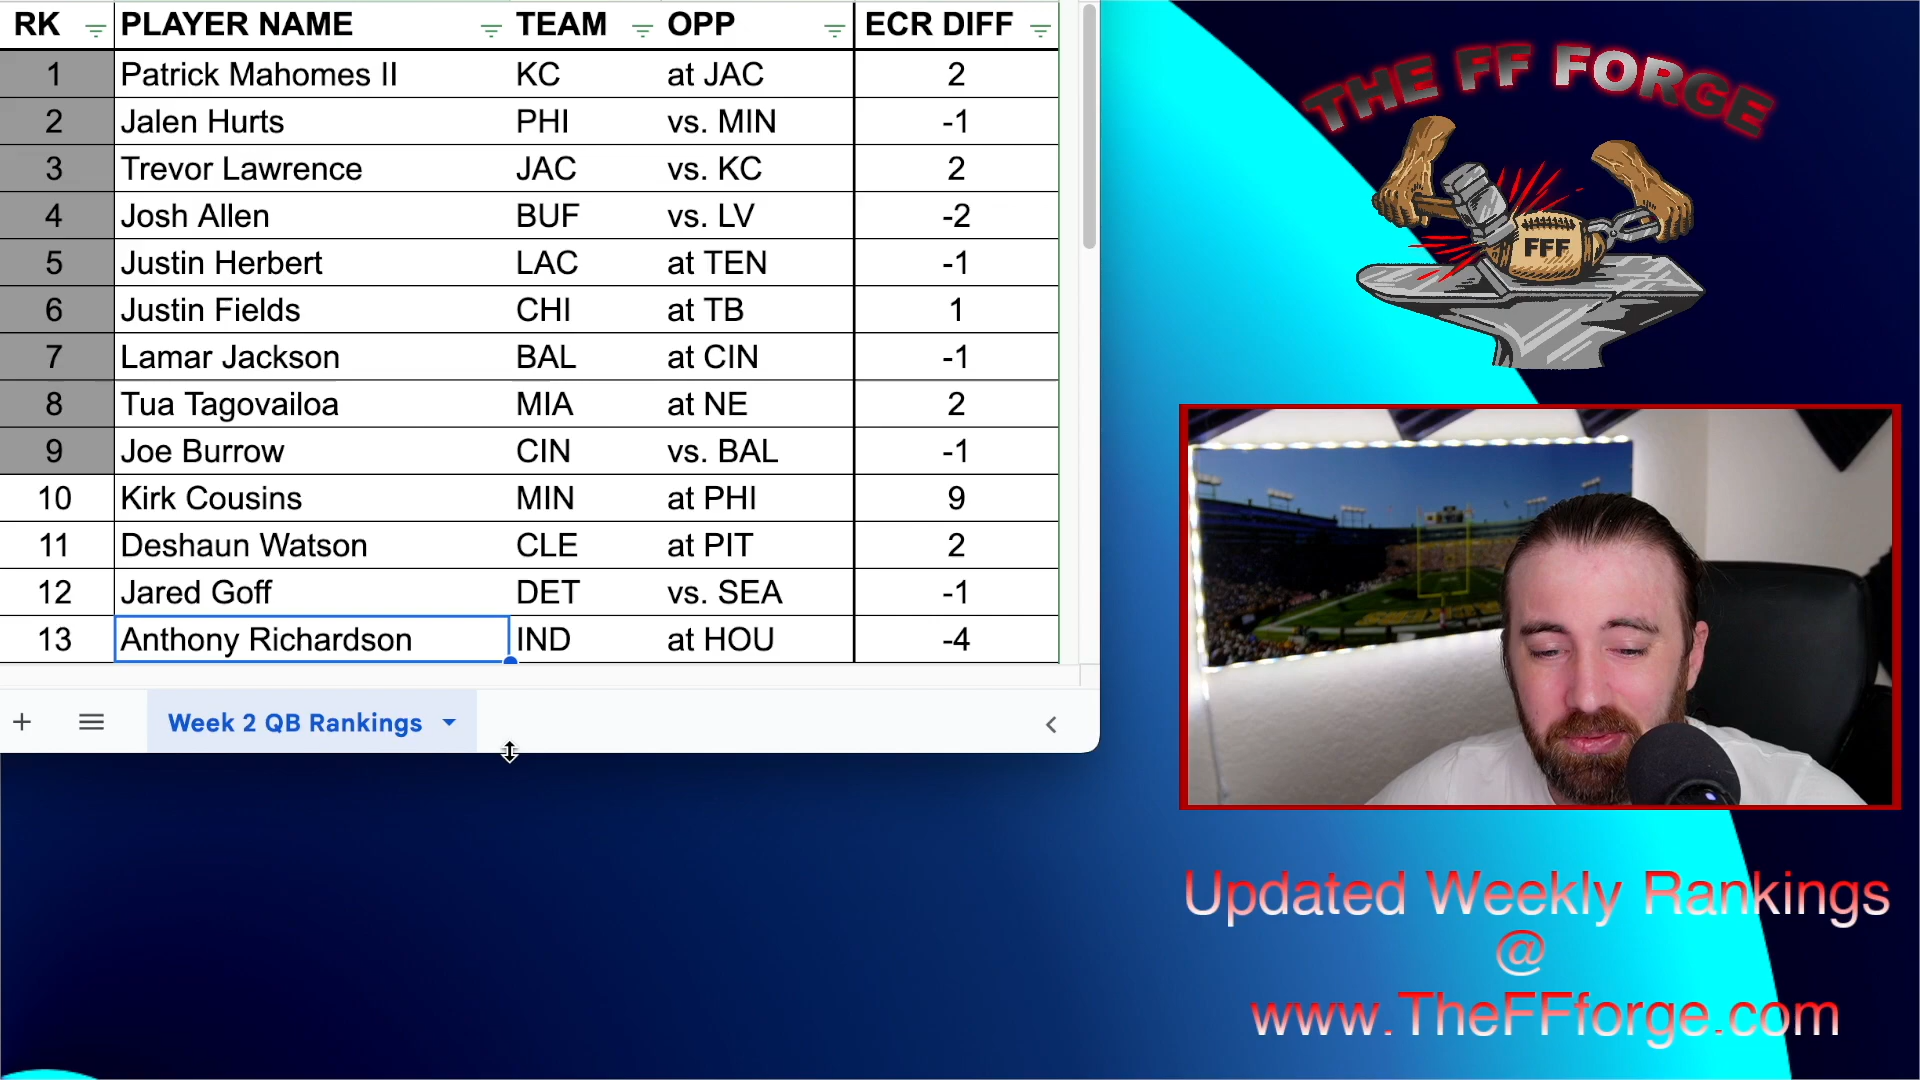 RK PLAYER NAME TEAM OPP ECR DIFF
1 Patrick Mahomes II KC at JAC 2
2 Jalen Hurts PHI vs. MIN -1
3 Trevor Lawrence JAC vs. KC 2
4 Josh Allen BUF vs. LV -2
5 Justin Herbert LAC at TEN -1
6 Justin Fields CHI at TB 1
7 Lamar Jackson BAL at CIN -1
8 Tua Tagovailoa MIA at NE 2
9 Joe Burrow CIN vs. BAL -1
10 Kirk Cousins MIN at PHI 9
11 Deshaun Watson CLE at PIT 2
12 Jared Goff DET vs. SEA -1
13 Anthony Richardson IND at HOU -4
Week 2 QB Rankings
THE FF FORGE
FFF
Updated Weekly Rankings
@
www.TheFFforge.com